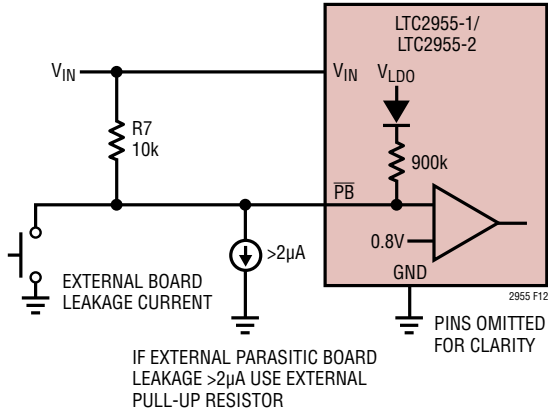 LTC2955-1/
LTC2955-2
VIN
VIN
VLDO
R7
10k
900k
PB
>2µA
0.8V
GND
EXTERNAL BOARD
LEAKAGE CURRENT
2955 F12
PINS OMITTED
FOR CLARITY
IF EXTERNAL PARASITIC BOARD
LEAKAGE >2µA USE EXTERNAL
PULL-UP RESISTOR